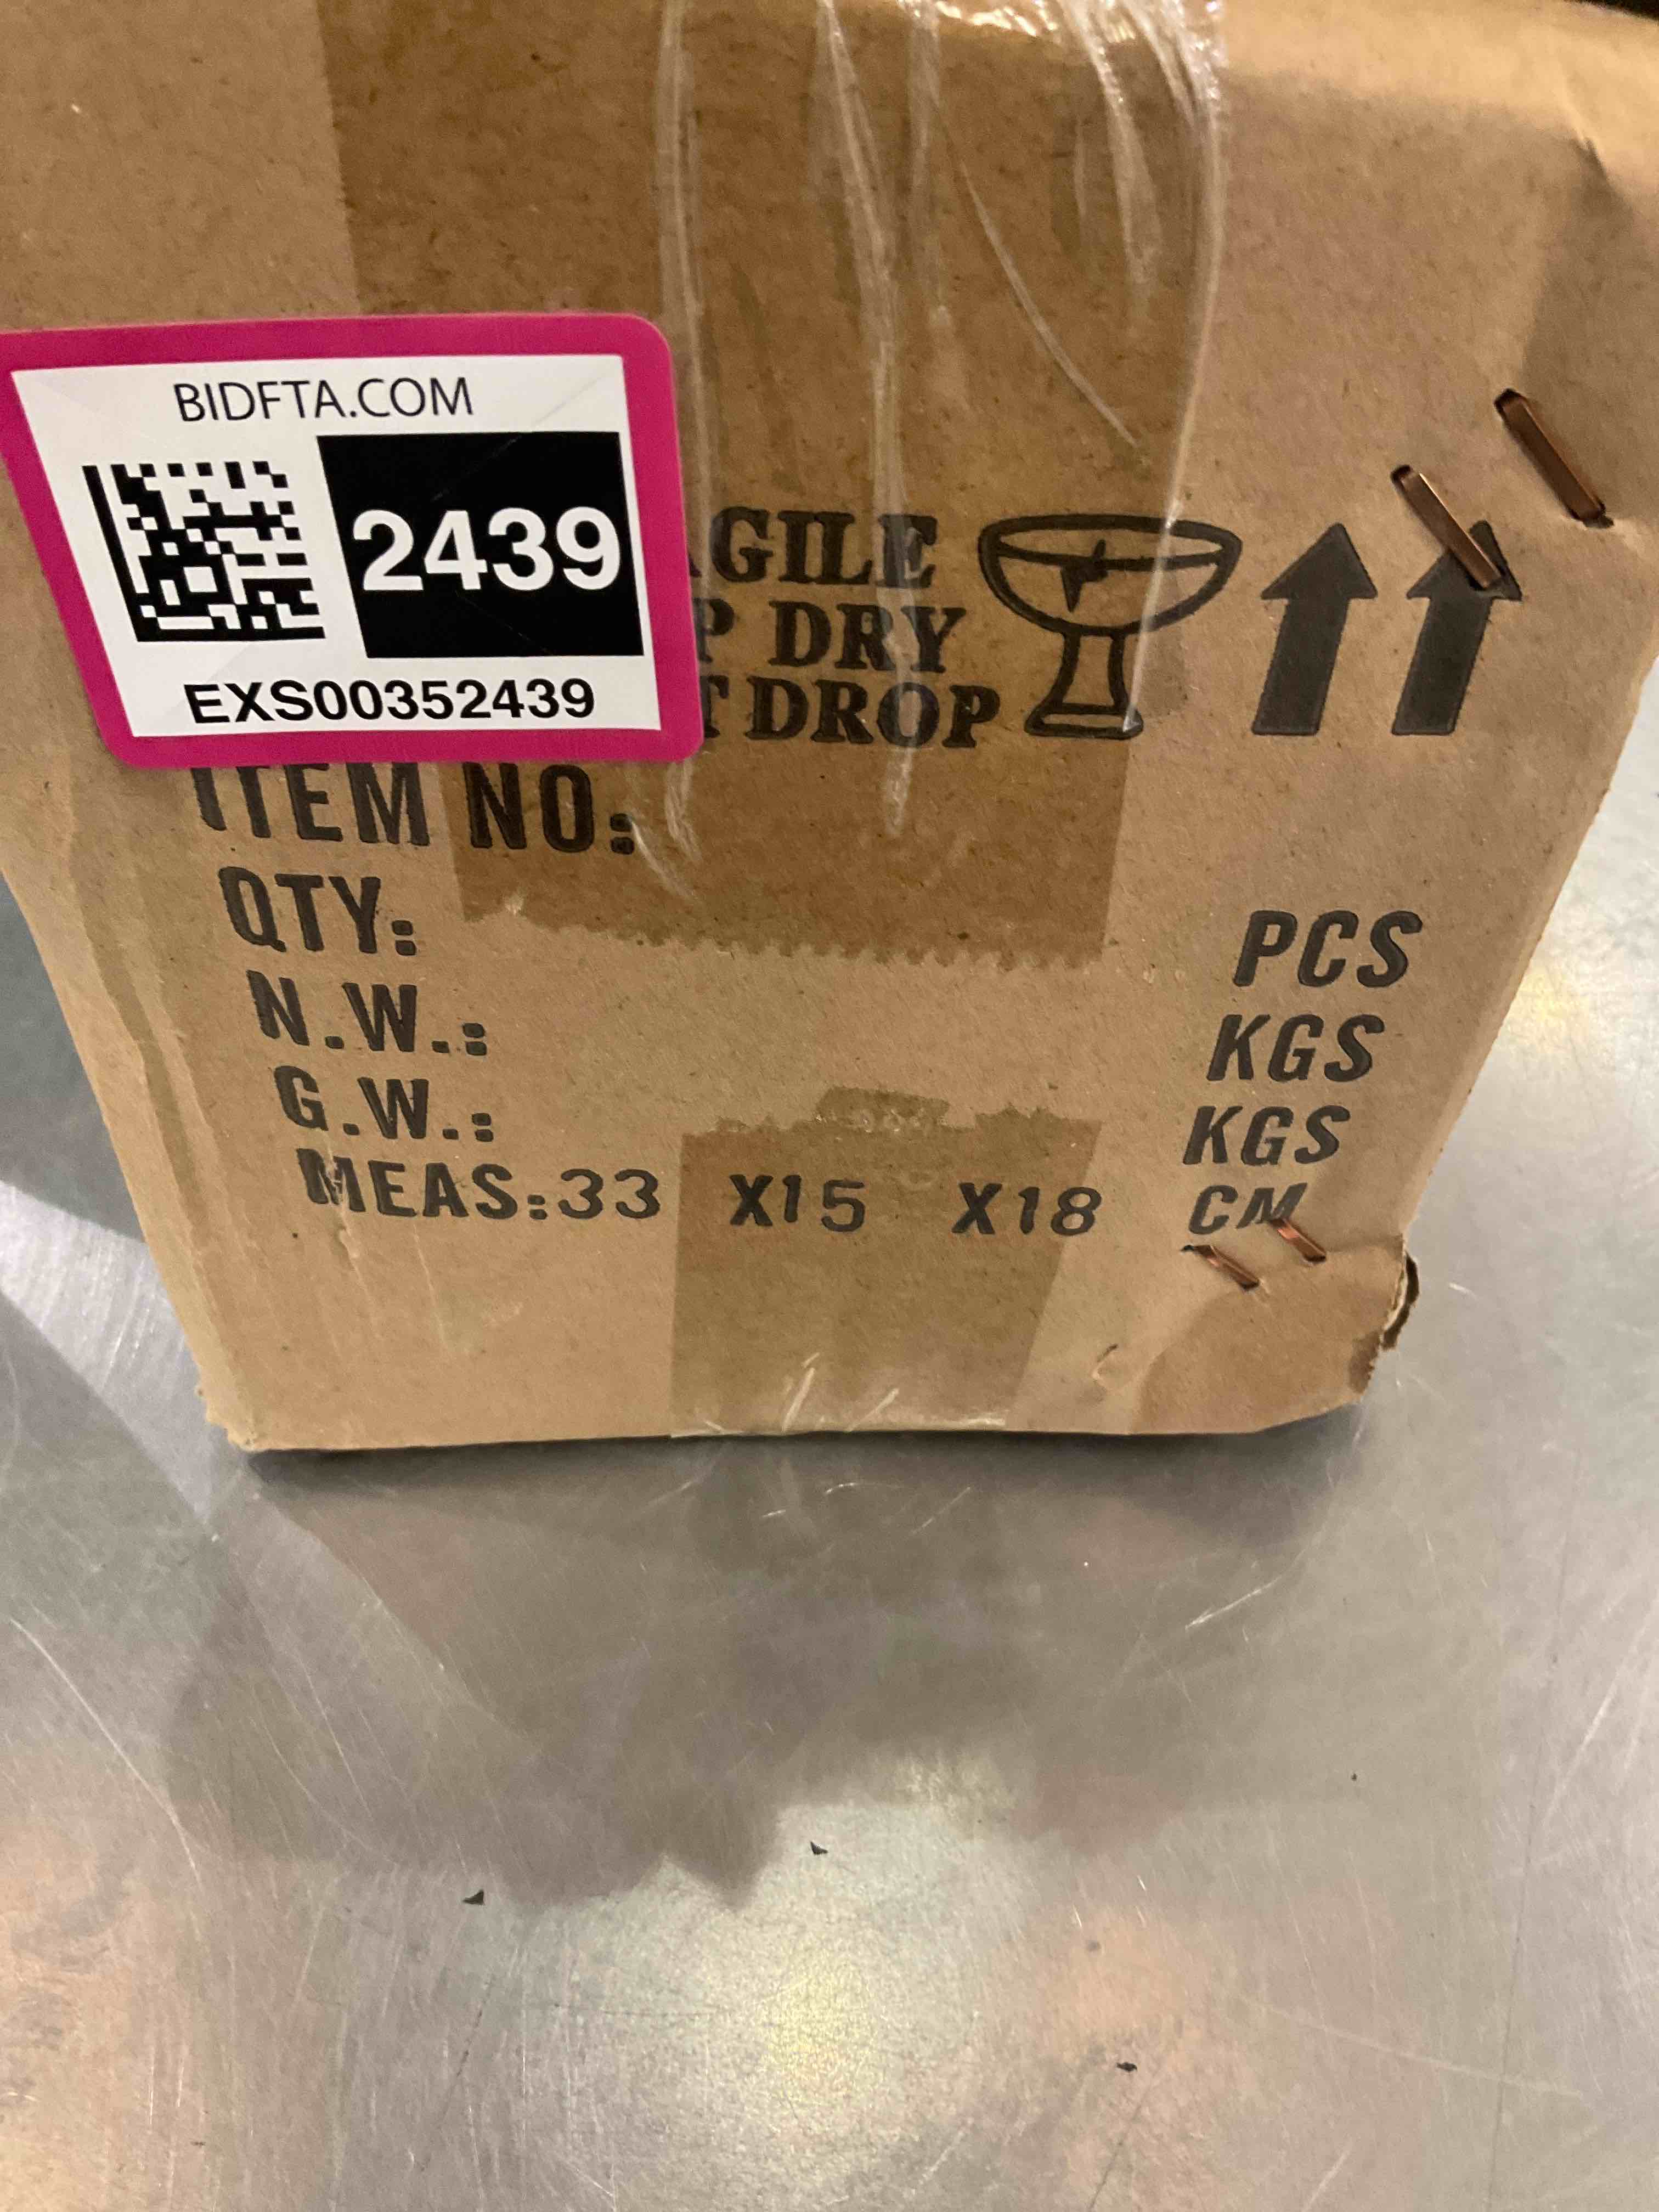 BIDFTA.COM
2439
EXS00352439
AGILE
P DRY
T DROP
ITEM NO:
QTY: PCS
N.W.: KGS
G.W.: KGS
MEAS:33 X15 X18 CM